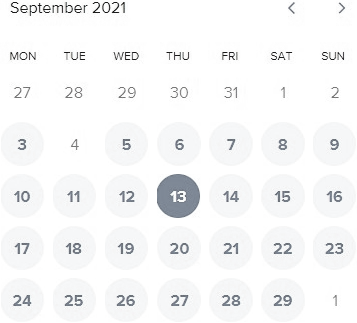 September 2021
MON TUE WED THU FRI SAT SUN
27 28 29 30 31 1 2
3 4 5 6 7 8 9
10 11 12 13 14 15 16
17 18 19 20 21 22 23
24 25 26 27 28 29 1